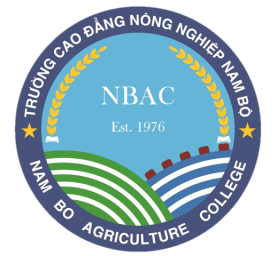 TRƯỜNG CAO ĐẲNG NÔNG NGHIỆP NAM BỘ
NBAC
Est. 1976
NAM BO AGRICULTURE COLLEGE